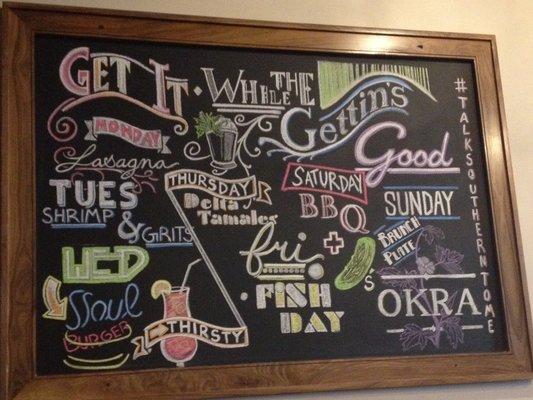 GET IT • WHILE THE
Gettin's
Good
MONDAY
Lasagna
TUES
SHRIMP
&
GRITS
WED
Soul
BURGER
THURSDAY
Delta
Tamales
THIRSTY
fri
FISH
DAY
SATURDAY
BBQ
+
's
SUNDAY
BRUNCH
PLATE
OKRA
#TALKSOUTHERNTOME